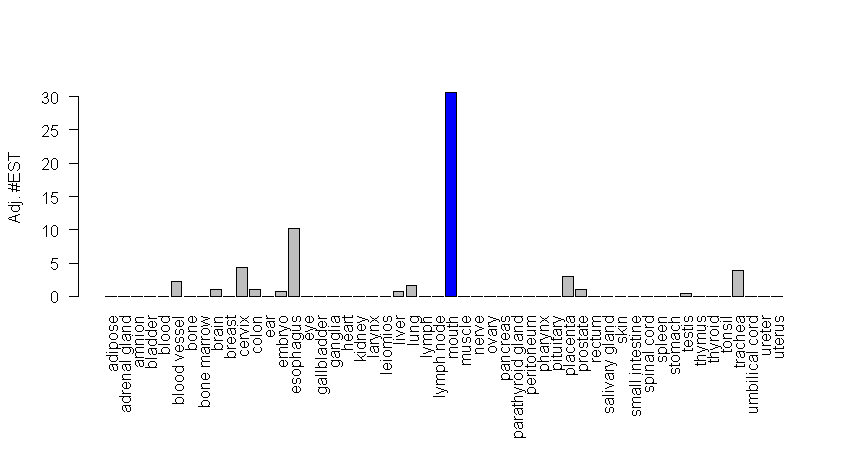 Adj. #EST
30
25
20
15
10
5
0
adipose
adrenal gland
amnion
bladder
blood
blood vessel
bone
bone marrow
brain
breast
cervix
colon
ear
embryo
esophagus
eye
gallbladder
ganglia
heart
kidney
larynx
leiomios
liver
lung
lymph
lymph node
mouth
muscle
nerve
ovary
pancreas
parathyroid gland
peritoneum
pharynx
pituitary
placenta
prostate
rectum
salivary gland
skin
small intestine
spinal cord
spleen
stomach
testis
thymus
thyroid
tonsil
trachea
umbilical cord
ureter
uterus